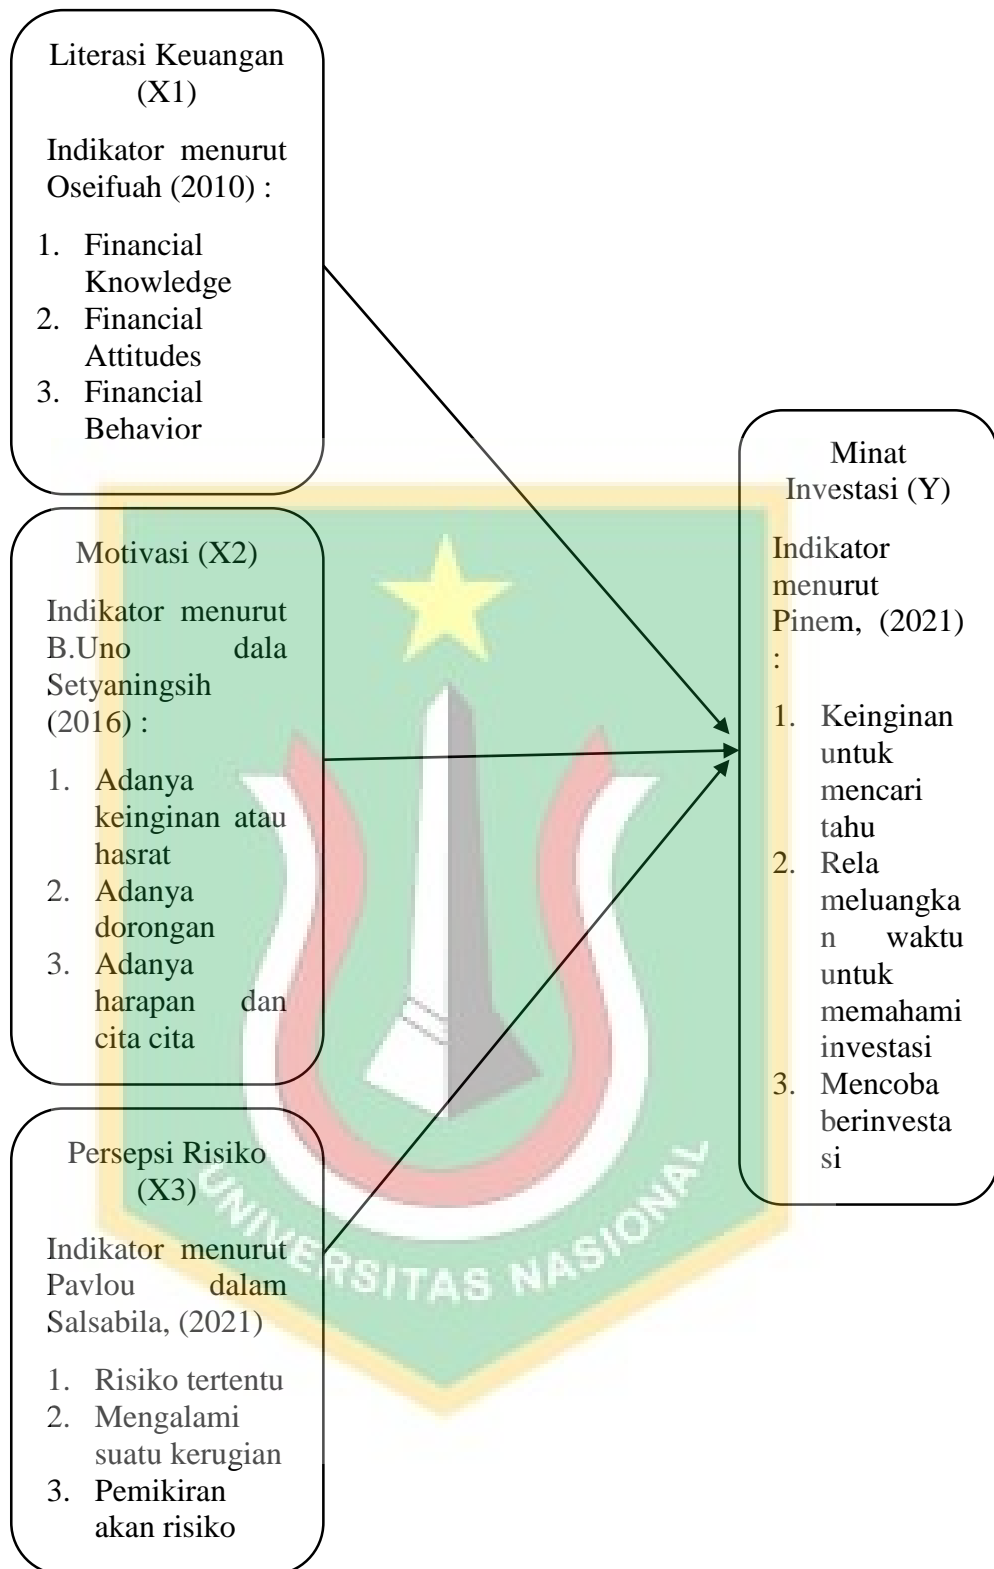 Literasi Keuangan
(X1)
Indikator menurut
Oseifuah (2010) :
1. Financial
Knowledge
2. Financial
Attitudes
3. Financial
Behavior
Motivasi (X2)
Indikator menurut
B.Uno dala
Setyaningsih
(2016) :
1. Adanya
keinginan atau
hasrat
2. Adanya
dorongan
3. Adanya
harapan dan
cita cita
Persepsi Risiko
(X3)
Indikator menurut
Pavlou dalam
Salsabila, (2021)
1. Risiko tertentu
2. Mengalami
suatu kerugian
3. Pemikiran
akan risiko
Minat
Investasi (Y)
Indikator
menurut
Pinem, (2021)
:
1. Keinginan
untuk
mencari
tahu
2. Rela
meluangka
n waktu
untuk
memahami
investasi
3. Mencoba
berinvesta
si
UNIVERSITAS NASIONAL